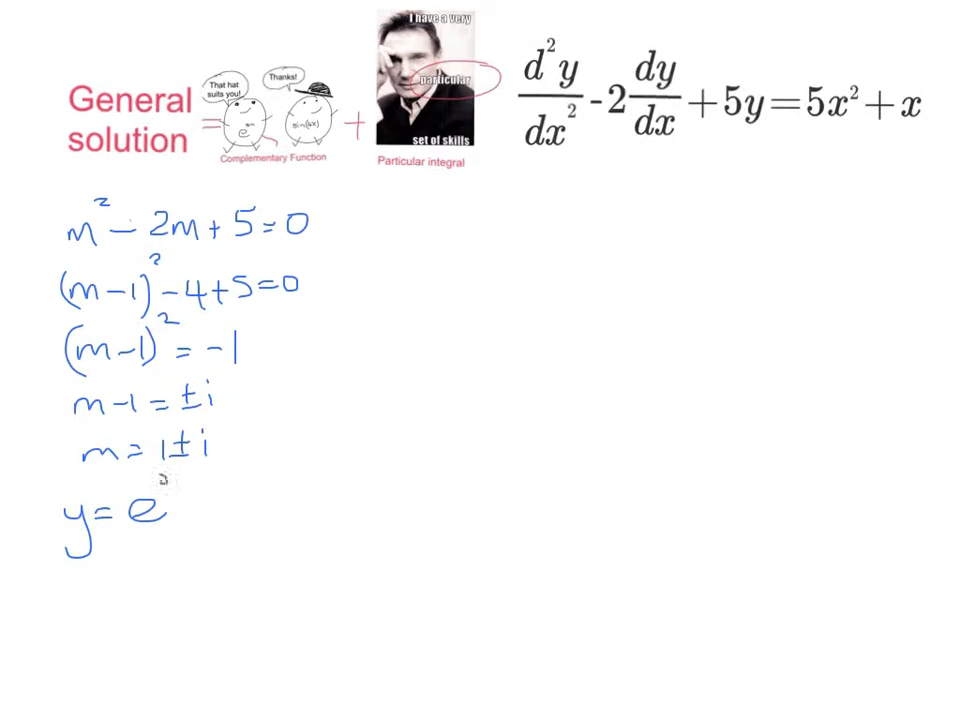 I have a very
particular
set of skills
That hat
suits you!
Thanks!
General
solution
=
+
sin(ax)
Complementary Function
Particular integral
d²y/dx² - 2 dy/dx + 5y = 5x² + x
m² - 2m + 5 = 0
(m - 1)² - 4 + 5 = 0
(m - 1)² = -1
m - 1 = ± i
m = 1 ± i
y = e